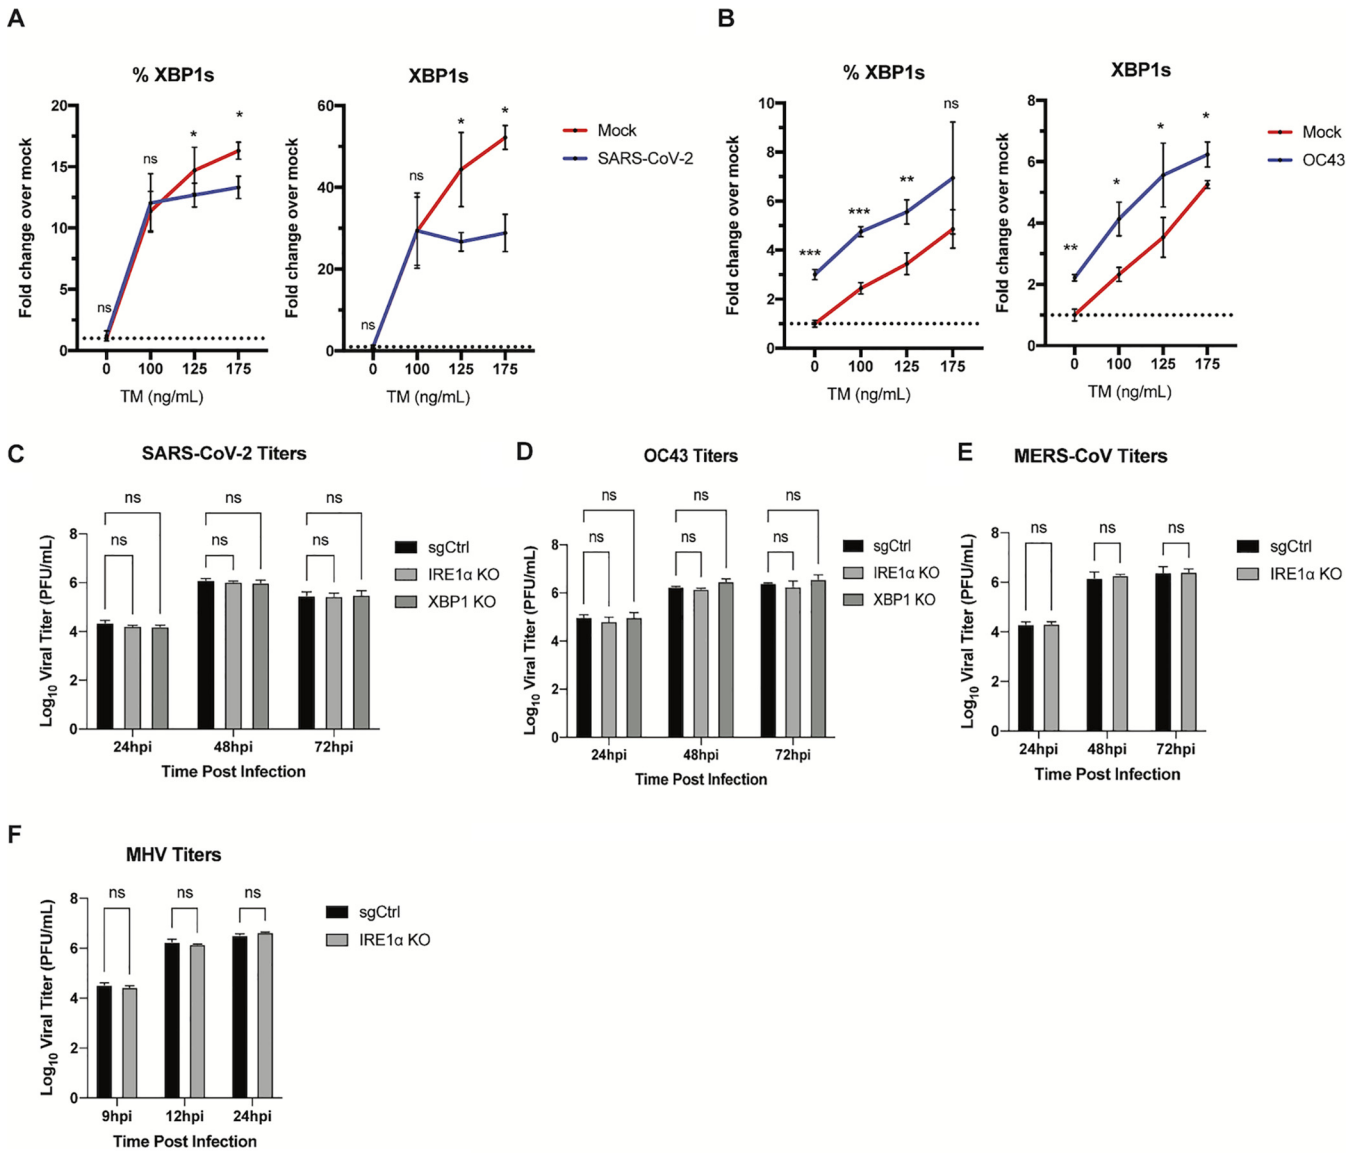 A
% XBP1s
Fold change over mock
20
15
10
5
0
ns
ns
*
*
0 100 125 175
TM (ng/mL)
XBP1s
Fold change over mock
60
40
20
0
ns
ns
*
*
0 100 125 175
TM (ng/mL)
Mock
SARS-CoV-2
B
% XBP1s
Fold change over mock
10
8
6
4
2
0
***
***
**
ns
0 100 125 175
TM (ng/mL)
XBP1s
Fold change over mock
8
6
4
2
0
**
*
*
*
0 100 125 175
TM (ng/mL)
Mock
OC43
C
SARS-CoV-2 Titers
Log10 Viral Titer (PFU/mL)
8
6
4
2
0
ns ns ns
ns ns ns
24hpi 48hpi 72hpi
Time Post Infection
sgCtrl
IRE1α KO
XBP1 KO
D
OC43 Titers
Log10 Viral Titer (PFU/mL)
8
6
4
2
0
ns ns ns
ns ns ns
24hpi 48hpi 72hpi
Time Post Infection
sgCtrl
IRE1α KO
XBP1 KO
E
MERS-CoV Titers
Log10 Viral Titer (PFU/mL)
8
6
4
2
0
ns ns ns
24hpi 48hpi 72hpi
Time Post Infection
sgCtrl
IRE1α KO
F
MHV Titers
Log10 Viral Titer (PFU/mL)
8
6
4
2
0
ns ns ns
9hpi 12hpi 24hpi
Time Post Infection
sgCtrl
IRE1α KO